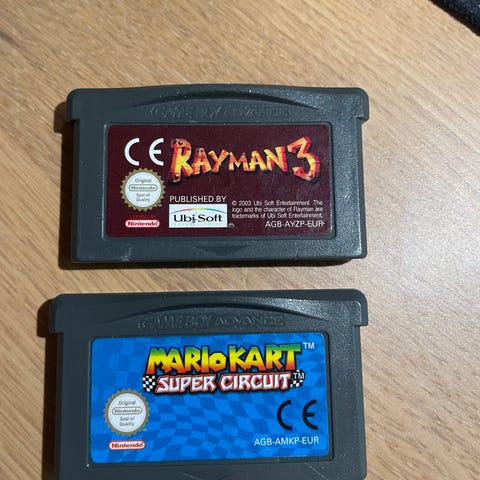 GAME BOY ADVANCE
CE RAYMAN 3
Original
Nintendo
Seal of
Quality
Nintendo
PUBLISHED BY
Ubi Soft
© 2003 Ubi Soft Entertainment. The
logo and the character of Rayman are
trademarks of Ubi Soft Entertainment.
AGB-AYZP-EUR
GAME BOY ADVANCE
MARIO KART TM
SUPER CIRCUIT TM
Original
Nintendo
Seal of
Quality
Nintendo
CE
AGB-AMKP-EUR